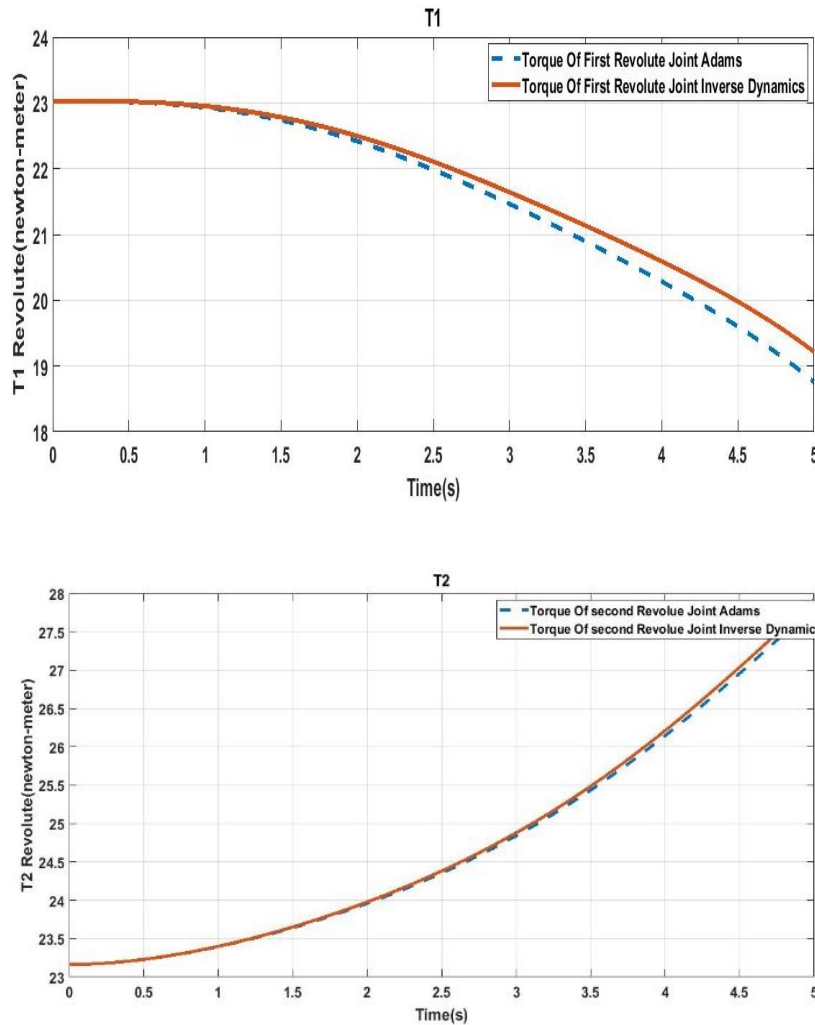 T1
24
23
22
21
20
19
18
T1 Revolute(newton-meter)
Torque Of First Revolute Joint Adams
Torque Of First Revolute Joint Inverse Dynamics
0 0.5 1 1.5 2 2.5 3 3.5 4 4.5 5
Time(s)
T2
28
27.5
27
26.5
26
25.5
25
24.5
24
23.5
23
T2 Revolute(newton-meter)
Torque Of second Revolue Joint Adams
Torque Of second Revolue Joint Inverse Dynamic
0 0.5 1 1.5 2 2.5 3 3.5 4 4.5 5
Time(s)